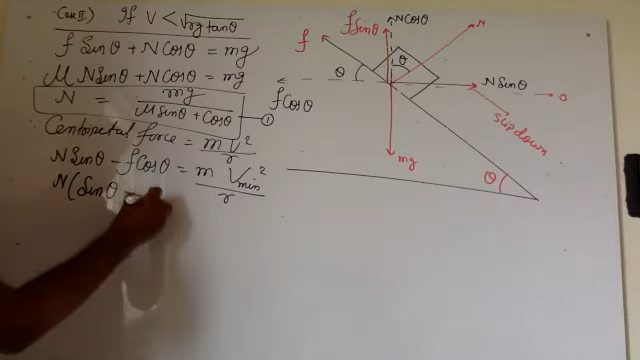 Case II) If V < √rg tanθ
f Sinθ + N Cosθ = mg
μ N Sinθ + N Cosθ = mg
N = mg / μ sinθ + Cosθ — ①
Centripetal force = m V² / r
N Sinθ - f Cosθ = m V²min / r
N (Sinθ -
f Sinθ
N Cosθ
N
f
θ
θ
N Sinθ
O
f Cosθ
Slip down
mg
θ